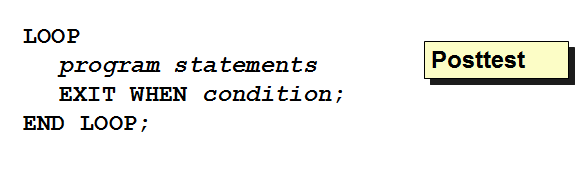 LOOP
program statements
EXIT WHEN condition;
END LOOP;
Posttest